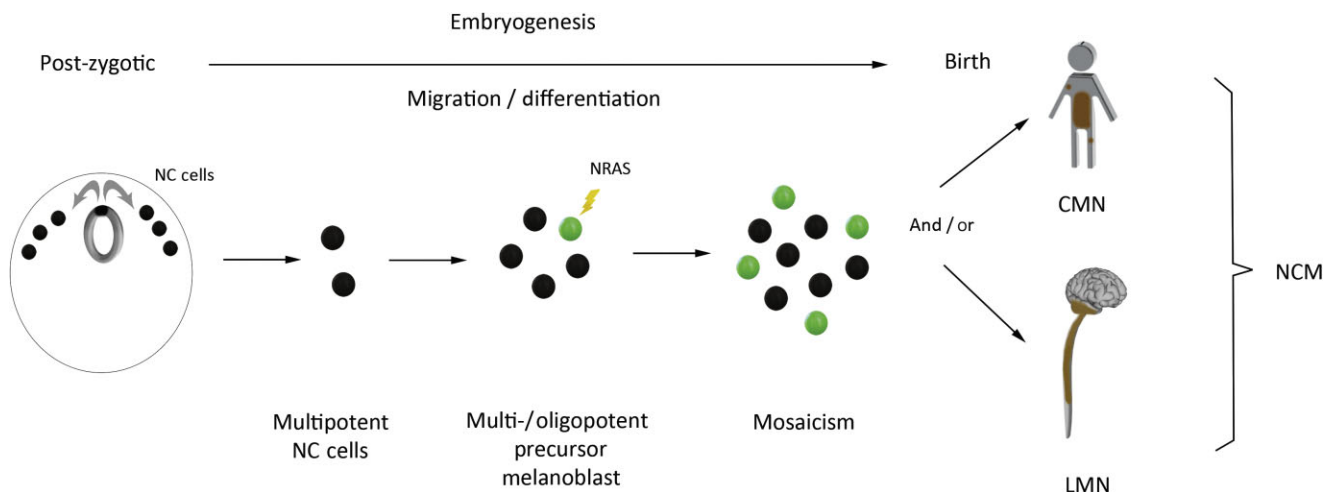 Embryogenesis
Post-zygotic
Birth
Migration / differentiation
NC cells
NRAS
CMN
And / or
NCM
Multipotent
NC cells
Multi-/oligopotent
precursor
melanoblast
Mosaicism
LMN